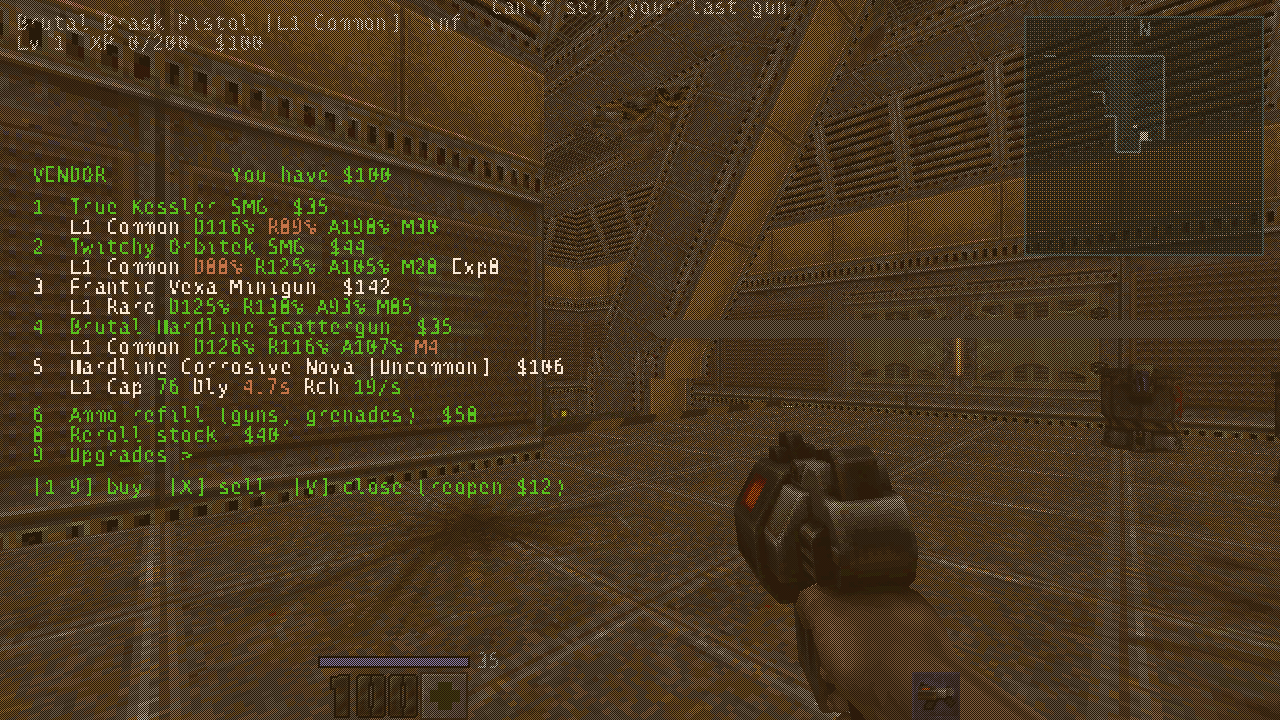 Can't sell your last gun
Brutal Brask Pistol [L1 Common] inf
Lv 1 XP 0/200 $100
N
VENDOR You have $100
1 True Kessler SMG $35
L1 Common D116% R89% A198% M30
2 Twitchy Orbitek SMG $44
L1 Common D88% R125% A105% M28 Exp8
3 Frantic Vexa Minigun $142
L1 Rare D125% R138% A93% M85
4 Brutal Hardline Scattergun $35
L1 Common D126% R116% A107% M4
5 Hardline Corrosive Nova [Uncommon] $106
L1 Cap 76 Dly 4.7s Rch 19/s
6 Ammo refill (guns, grenades) $58
8 Reroll stock $40
9 Upgrades >
[1 9] buy [X] sell [V] close (reopen $12)
35
100